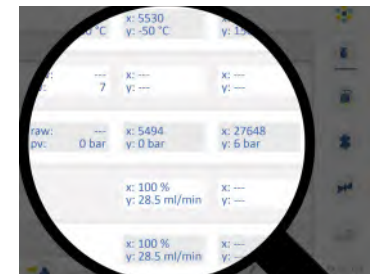 x: 5530
°C y: -50 °C y: 15
--- x: --- x: ---
7 y: --- y: ---
raw: --- x: 5494 x: 27648
pv: 0 bar y: 0 bar y: 6 bar
x: 100 % x: ---
y: 28.5 ml/min y: ---
x: 100 % x: ---
y: 28.5 ml/min y: ---